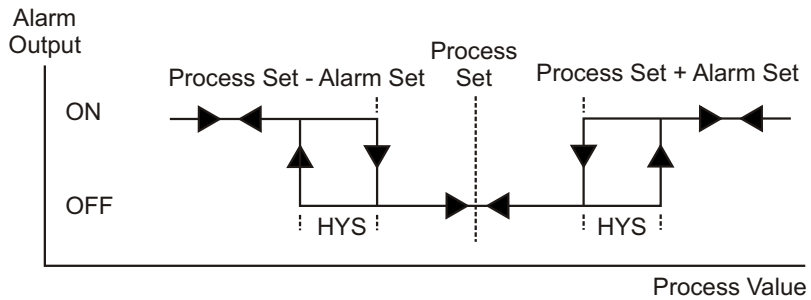 Alarm
Output
Process
Set
Process Set - Alarm Set
Process Set + Alarm Set
ON
OFF
HYS
HYS
Process Value